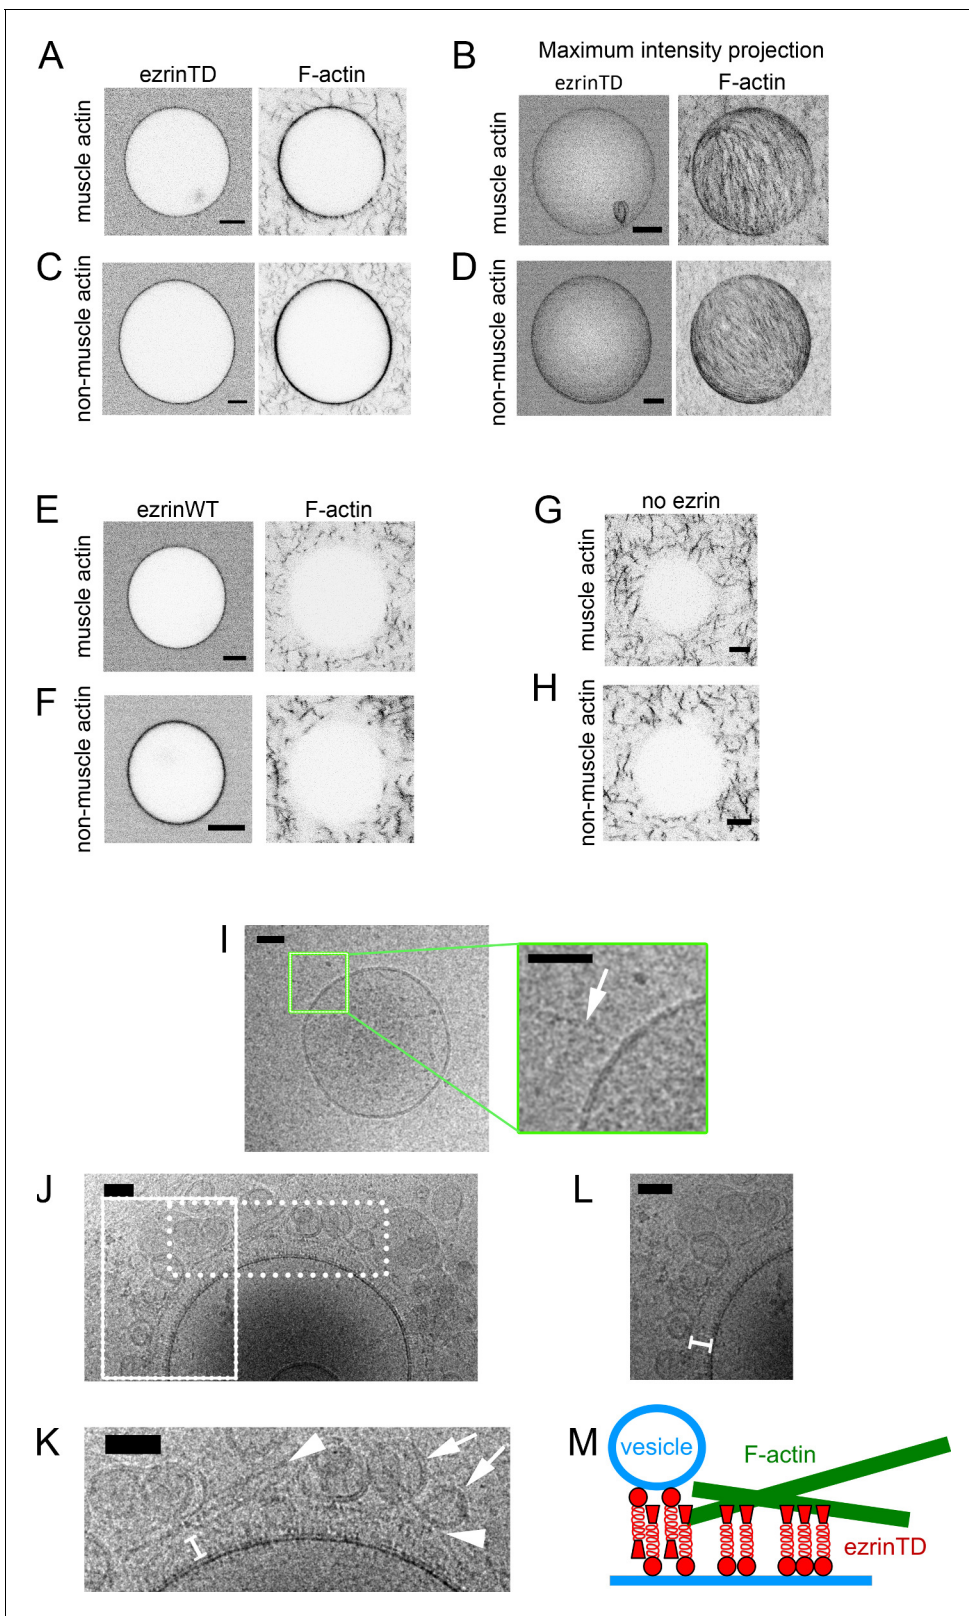 A
ezrinTD
F-actin
muscle actin
B
Maximum intensity projection
ezrinTD
F-actin
muscle actin
C
non-muscle actin
D
non-muscle actin
E
ezrinWT
F-actin
muscle actin
G
no ezrin
muscle actin
F
non-muscle actin
H
non-muscle actin
I
J
L
K
M
vesicle
F-actin
ezrinTD